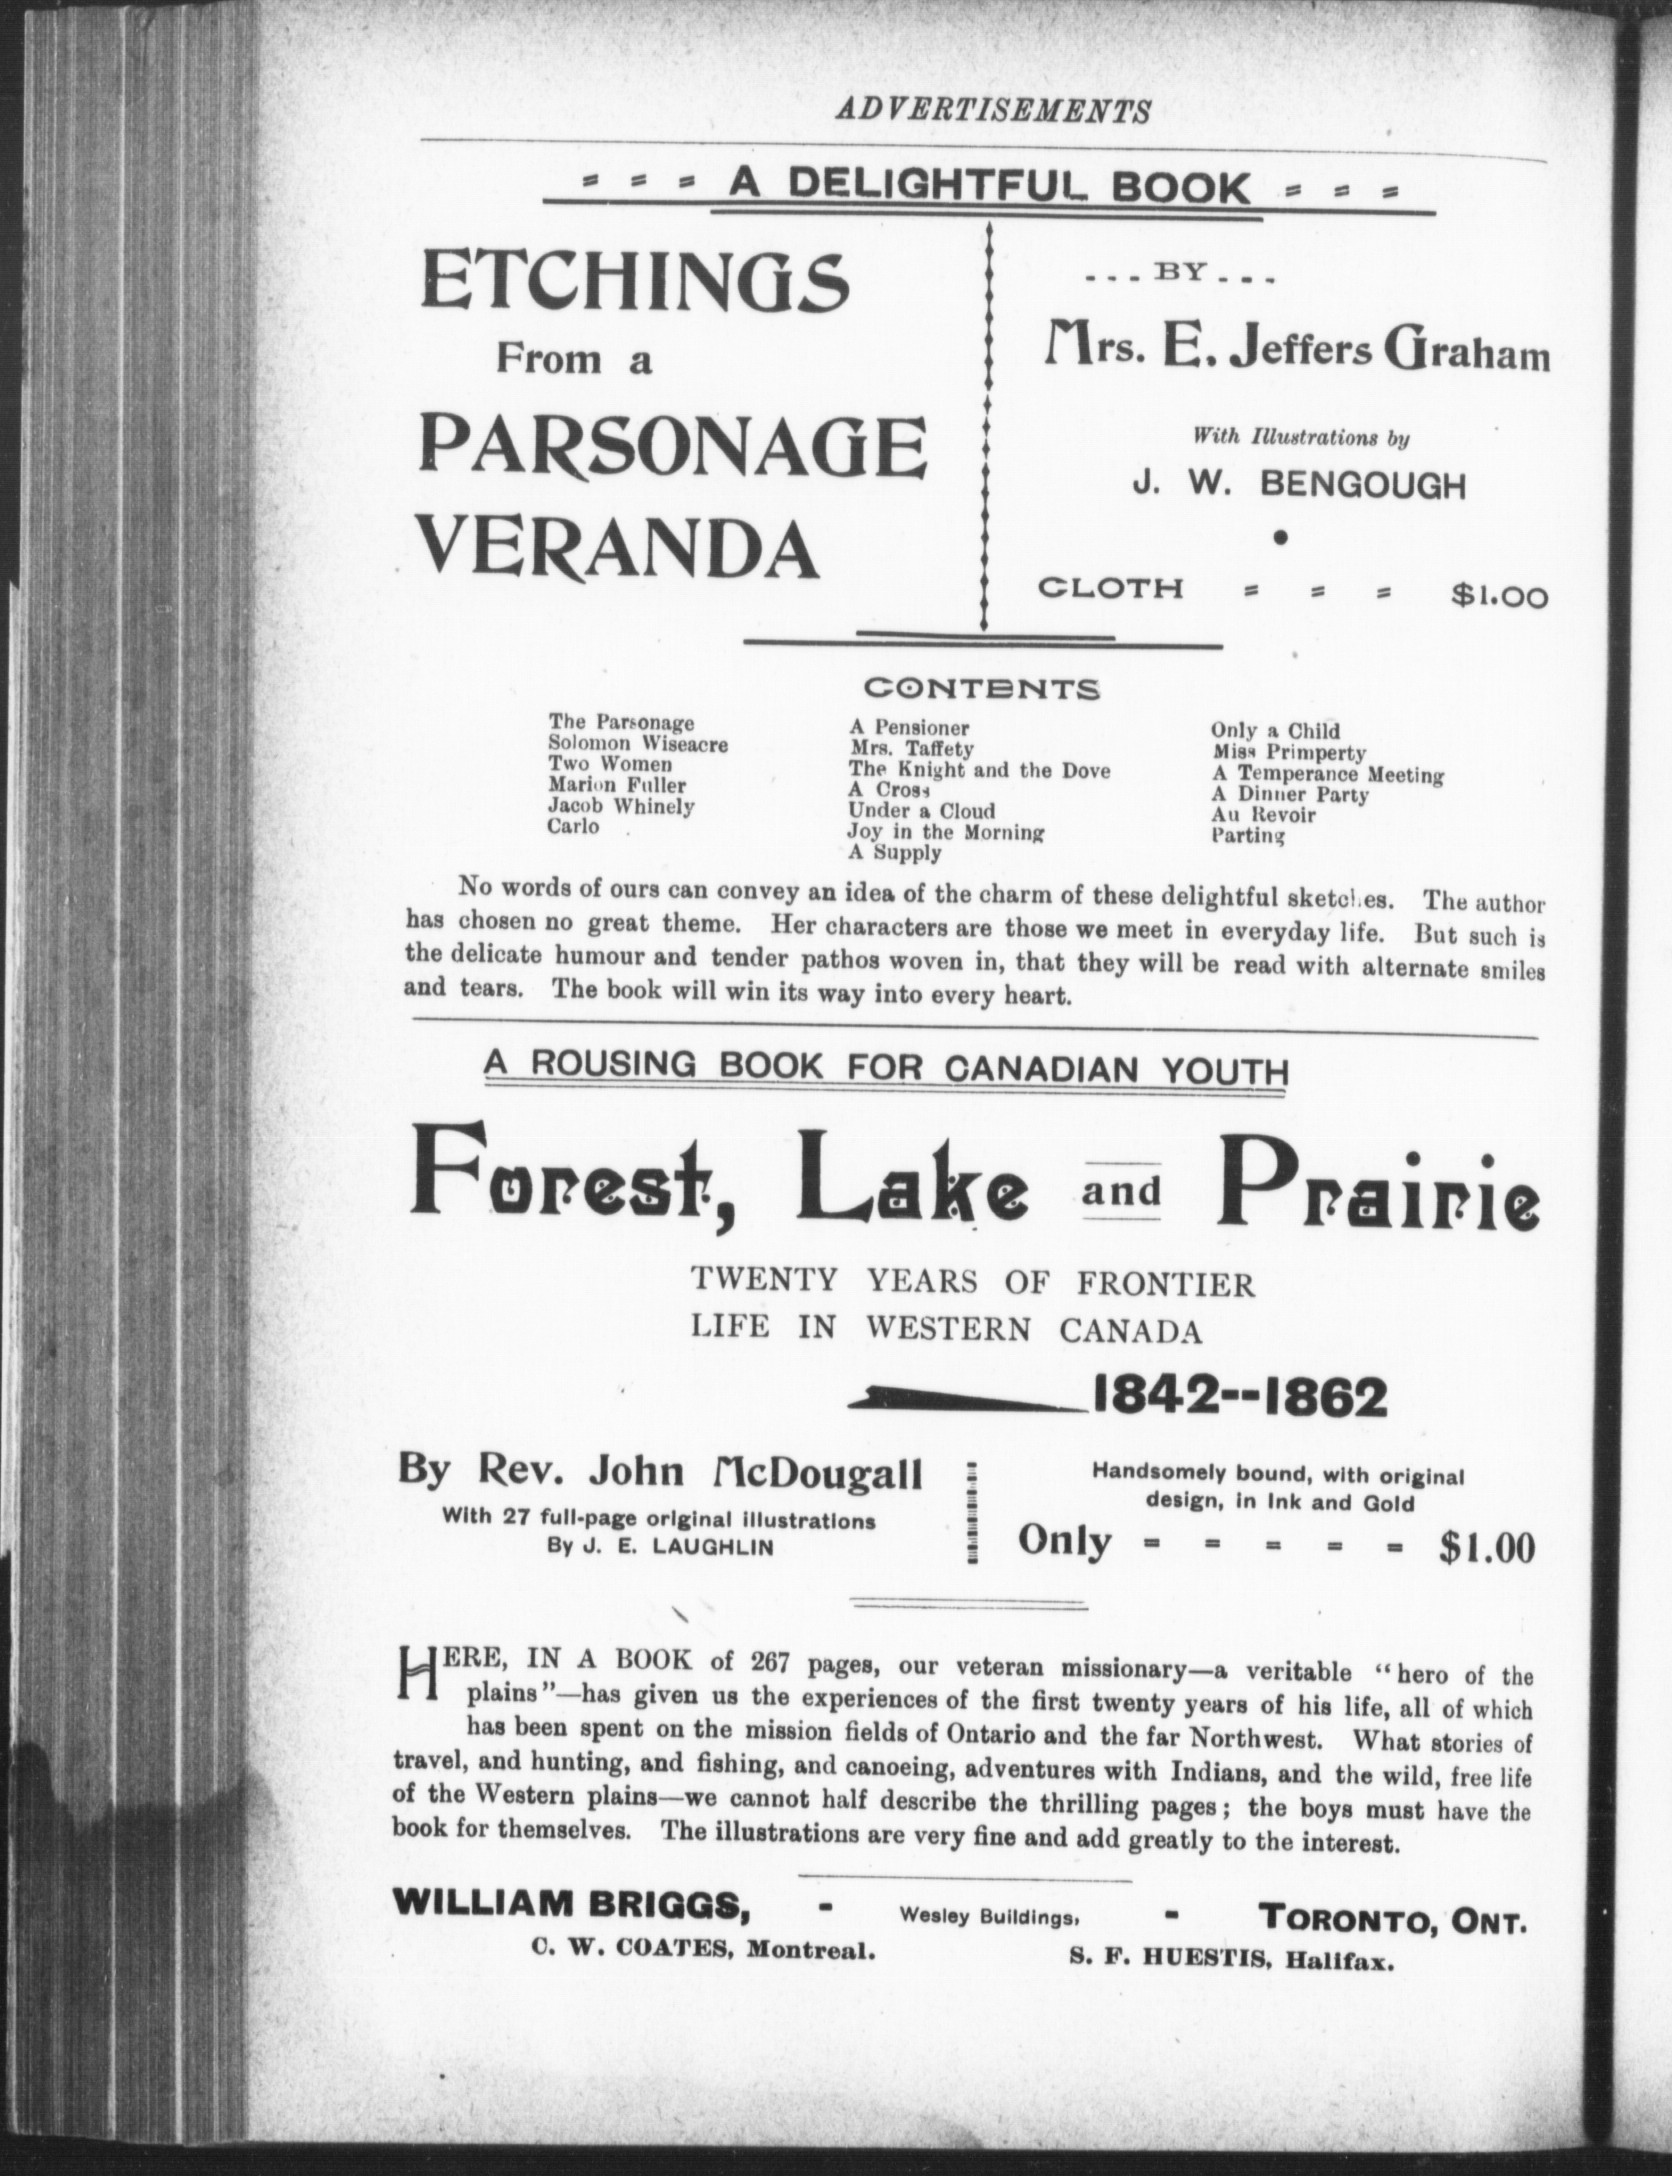 ADVERTISEMENTS
= = = A DELIGHTFUL BOOK = = =
ETCHINGS
From a
PARSONAGE
VERANDA
---BY---
Mrs. E. Jeffers Graham
With Illustrations by
J. W. BENGOUGH
CLOTH = = = $1.00
CONTENTS
The Parsonage
Solomon Wiseacre
Two Women
Marion Fuller
Jacob Whinely
Carlo
A Pensioner
Mrs. Taffety
The Knight and the Dove
A Cross
Under a Cloud
Joy in the Morning
A Supply
Only a Child
Miss Primperty
A Temperance Meeting
A Dinner Party
Au Revoir
Parting
No words of ours can convey an idea of the charm of these delightful sketches. The author
has chosen no great theme. Her characters are those we meet in everyday life. But such is
the delicate humour and tender pathos woven in, that they will be read with alternate smiles
and tears. The book will win its way into every heart.
A ROUSING BOOK FOR CANADIAN YOUTH
Forest, Lake and Prairie
TWENTY YEARS OF FRONTIER
LIFE IN WESTERN CANADA
1842--1862
By Rev. John McDougall
With 27 full-page original illustrations
By J. E. LAUGHLIN
Handsomely bound, with original
design, in Ink and Gold
Only = = = = = $1.00
HERE, IN A BOOK of 267 pages, our veteran missionary—a veritable "hero of the
plains"—has given us the experiences of the first twenty years of his life, all of which
has been spent on the mission fields of Ontario and the far Northwest. What stories of
travel, and hunting, and fishing, and canoeing, adventures with Indians, and the wild, free life
of the Western plains—we cannot half describe the thrilling pages; the boys must have the
book for themselves. The illustrations are very fine and add greatly to the interest.
WILLIAM BRIGGS, - Wesley Buildings, - TORONTO, ONT.
C. W. COATES, Montreal. S. F. HUESTIS, Halifax.